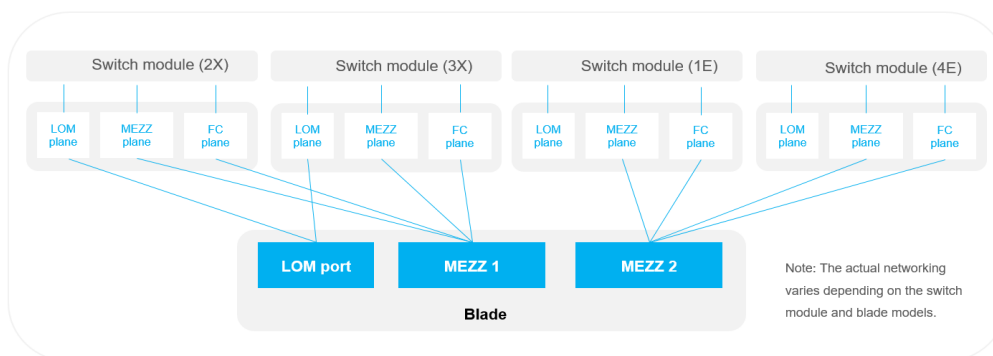 Switch module (2X)
Switch module (3X)
Switch module (1E)
Switch module (4E)
LOM
plane
MEZZ
plane
FC
plane
LOM
plane
MEZZ
plane
FC
plane
LOM
plane
MEZZ
plane
FC
plane
LOM
plane
MEZZ
plane
FC
plane
LOM port
MEZZ 1
MEZZ 2
Blade
Note: The actual networking
varies depending on the switch
module and blade models.